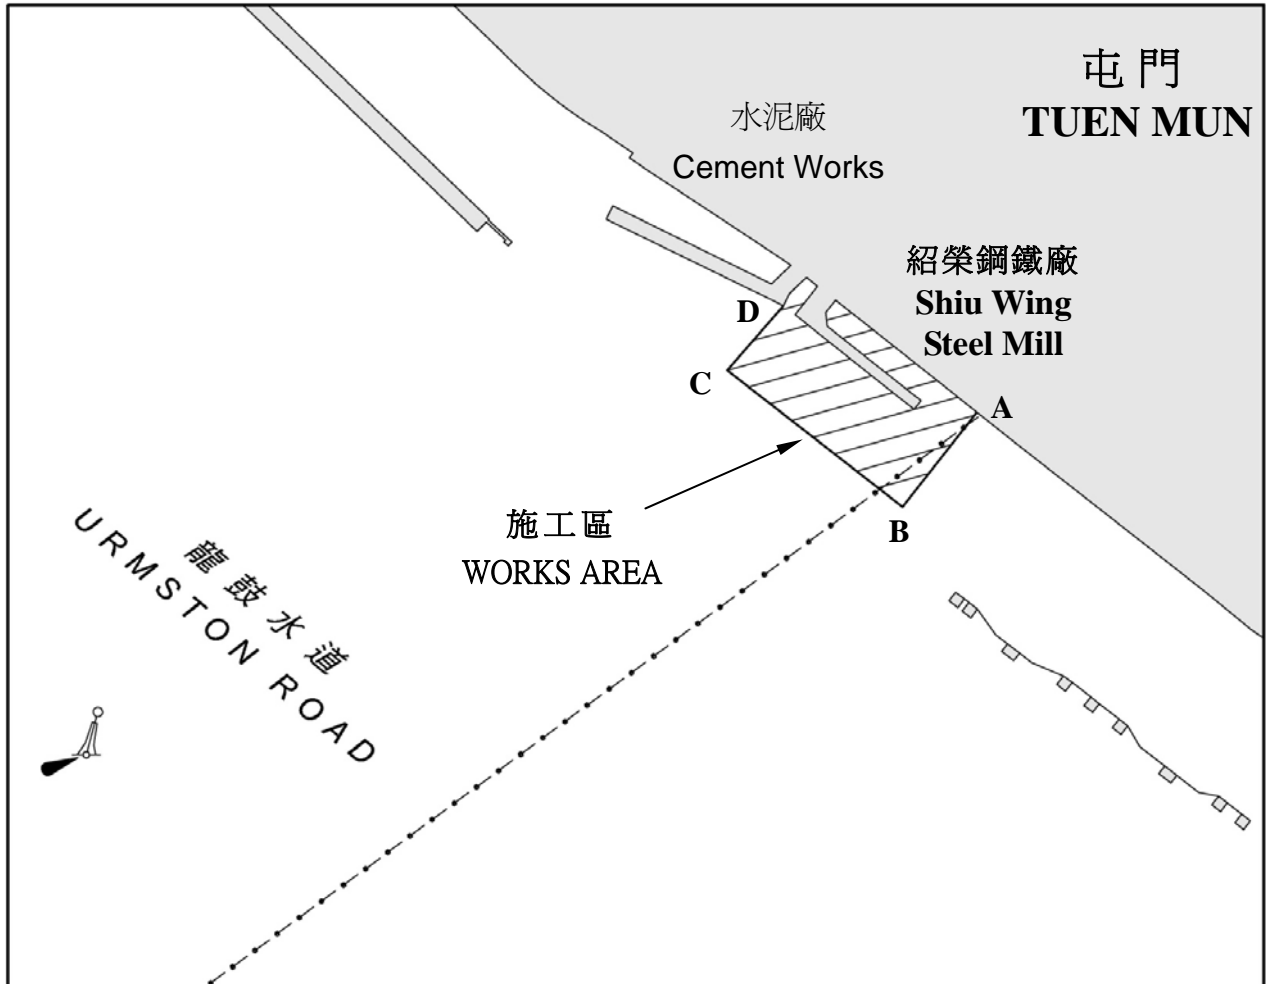 屯門
TUEN MUN
水泥廠
Cement Works
紹榮鋼鐵廠
Shiu Wing
Steel Mill
D
C
A
B
施工區
WORKS AREA
龍鼓水道
URMSTON ROAD